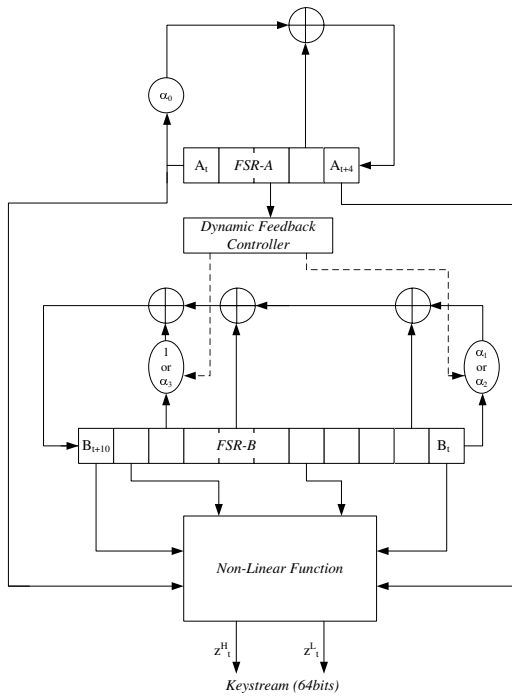 α0
At
FSR-A
At+4
Dynamic Feedback
Controller
1
or
α3
α1
or
α2
Bt+10
FSR-B
Bt
Non-Linear Function
zHt
zLt
Keystream (64bits)